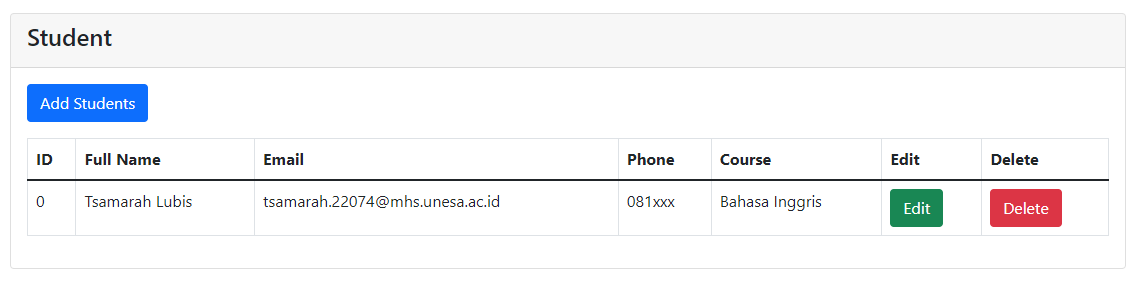 Student
Add Students
ID Full Name Email Phone Course Edit Delete
0 Tsamarah Lubis tsamarah.22074@mhs.unesa.ac.id 081xxx Bahasa Inggris Edit Delete